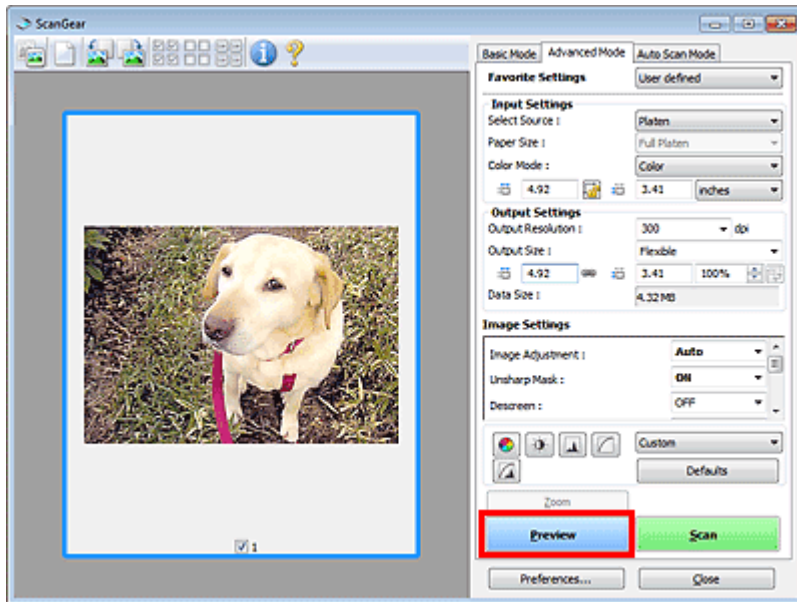 ScanGear
Basic Mode Advanced Mode Auto Scan Mode
Favorite Settings User defined
Input Settings
Select Source : Platen
Paper Size : Full Platen
Color Mode : Color
4.92 3.41 inches
Output Settings
Output Resolution : 300 dpi
Output Size : Flexible
4.92 3.41 100%
Data Size : 4.32 MB
Image Settings
Image Adjustment : Auto
Unsharp Mask : ON
Descreen : OFF
Custom
Defaults
Zoom
Preview Scan
1
Preferences... Close